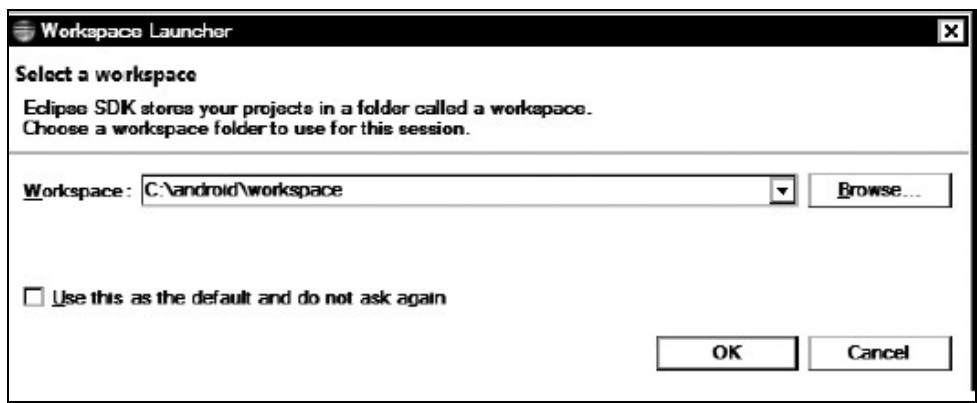 Workspace Launcher
Select a workspace
Eclipse SDK stores your projects in a folder called a workspace.
Choose a workspace folder to use for this session.
Workspace: C:\android\workspace Browse...
Use this as the default and do not ask again
OK Cancel